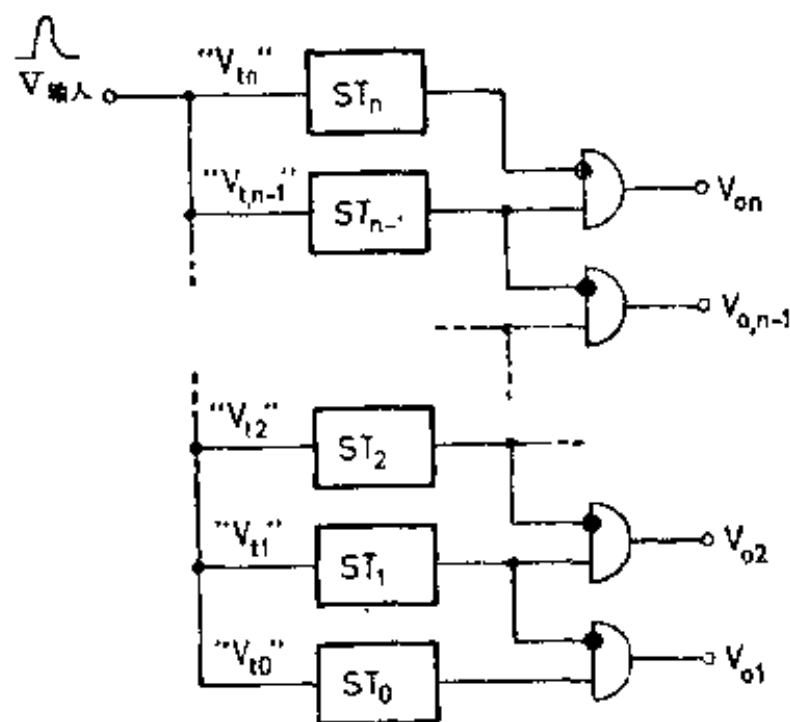 V输入
“Vtn”
STn
“Vt,n-1”
STn-1
Von
Vo,n-1
“Vt2”
ST2
“Vt1”
ST1
Vo2
“Vt0”
ST0
Vo1